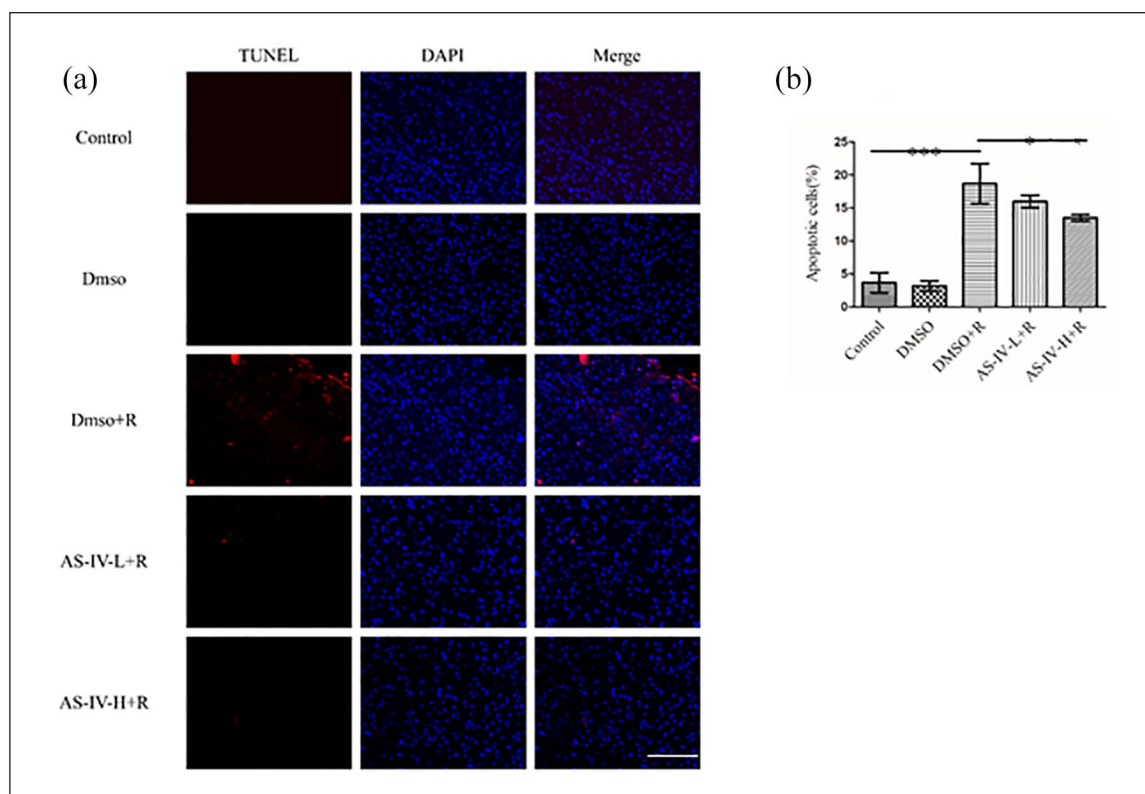 (a)
TUNEL DAPI Merge
Control
Dmso
Dmso+R
AS-IV-L+R
AS-IV-H+R
(b)
Apoptotic cells(%)
25
20
15
10
5
0
***
*
Control
DMSO
DMSO+R
AS-IV-L+R
AS-IV-H+R